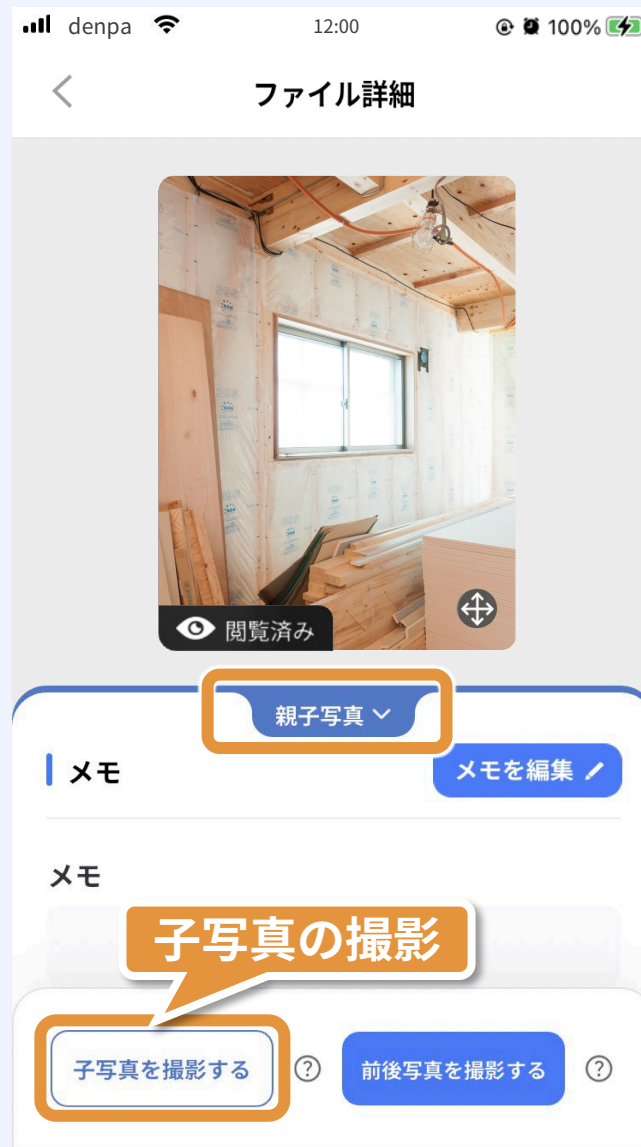 denpa 12:00 100%
ファイル詳細
閲覧済み
親子写真
メモ
メモを編集
メモ
子写真の撮影
子写真を撮影する ? 前後写真を撮影する ?